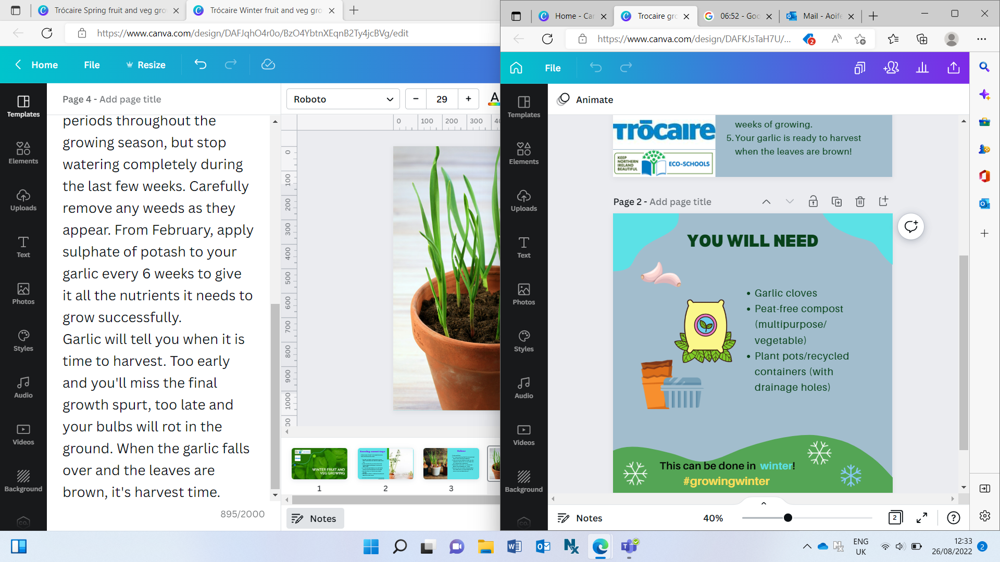 Trócaire Spring fruit and veg gro
Trócaire Winter fruit and veg gro
https://www.canva.com/design/DAFJqhO4r0o/BzO4YbtnXEqnB2Ty4jcBVg/edit
Home
File
Resize
Templates
Elements
Uploads
Text
Photos
Styles
Audio
Videos
Background
Page 4 - Add page title
periods throughout the
growing season, but stop
watering completely during
the last few weeks. Carefully
remove any weeds as they
appear. From February, apply
sulphate of potash to your
garlic every 6 weeks to give
it all the nutrients it needs to
grow successfully.
Garlic will tell you when it is
time to harvest. Too early
and you'll miss the final
growth spurt, too late and
your bulbs will rot in the
ground. When the garlic falls
over and the leaves are
brown, it's harvest time.
895/2000
Roboto
– 29 +
A
0 100 200 300 40
0
100
200
300
400
500
600
700
800
900
1000
00
WINTER FRUIT AND
VEG GROWING
1
2
3
Notes
Home - Car
Trocaire gro
06:52 - Goo
Mail - Aoife
https://www.canva.com/design/DAFKJsTaH7U/...
2
File
Animate
Templates
Elements
Uploads
Text
Photos
Styles
Audio
Videos
Background
Trōcaire
KEEP
NORTHERN
IRELAND
BEAUTIFUL
ECO-SCHOOLS
weeks of growing.
5. Your garlic is ready to harvest
when the leaves are brown!
Page 2 - Add page title
YOU WILL NEED
• Garlic cloves
• Peat-free compost
(multipurpose/
vegetable)
• Plant pots/recycled
containers (with
drainage holes)
This can be done in winter!
#growingwinter
Notes
40%
2
ENG
UK
12:33
26/08/2022
2